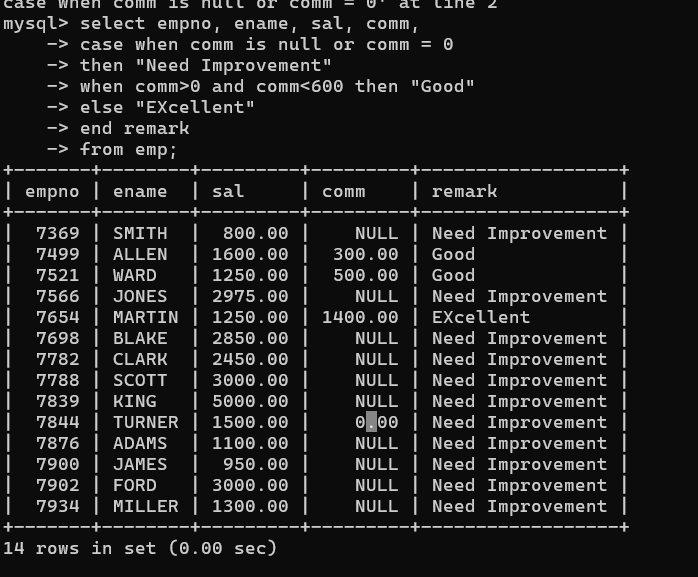 case when comm is null or comm = 0' at line 2
mysql> select empno, ename, sal, comm,
    -> case when comm is null or comm = 0
    -> then "Need Improvement"
    -> when comm>0 and comm<600 then "Good"
    -> else "EXcellent"
    -> end remark
    -> from emp;
+-------+--------+---------+---------+------------------+
| empno | ename  | sal     | comm    | remark           |
+-------+--------+---------+---------+------------------+
|  7369 | SMITH  |  800.00 |    NULL | Need Improvement |
|  7499 | ALLEN  | 1600.00 |  300.00 | Good             |
|  7521 | WARD   | 1250.00 |  500.00 | Good             |
|  7566 | JONES  | 2975.00 |    NULL | Need Improvement |
|  7654 | MARTIN | 1250.00 | 1400.00 | EXcellent        |
|  7698 | BLAKE  | 2850.00 |    NULL | Need Improvement |
|  7782 | CLARK  | 2450.00 |    NULL | Need Improvement |
|  7788 | SCOTT  | 3000.00 |    NULL | Need Improvement |
|  7839 | KING   | 5000.00 |    NULL | Need Improvement |
|  7844 | TURNER | 1500.00 |    0.00 | Need Improvement |
|  7876 | ADAMS  | 1100.00 |    NULL | Need Improvement |
|  7900 | JAMES  |  950.00 |    NULL | Need Improvement |
|  7902 | FORD   | 3000.00 |    NULL | Need Improvement |
|  7934 | MILLER | 1300.00 |    NULL | Need Improvement |
+-------+--------+---------+---------+------------------+
14 rows in set (0.00 sec)